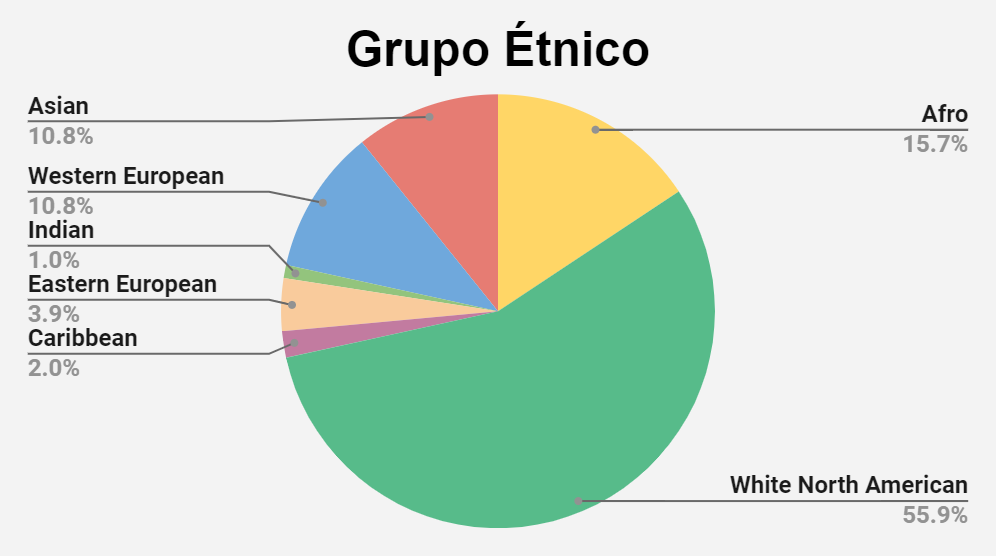 Grupo Étnico
Asian
10.8%
Western European
10.8%
Indian
1.0%
Eastern European
3.9%
Caribbean
2.0%
Afro
15.7%
White North American
55.9%